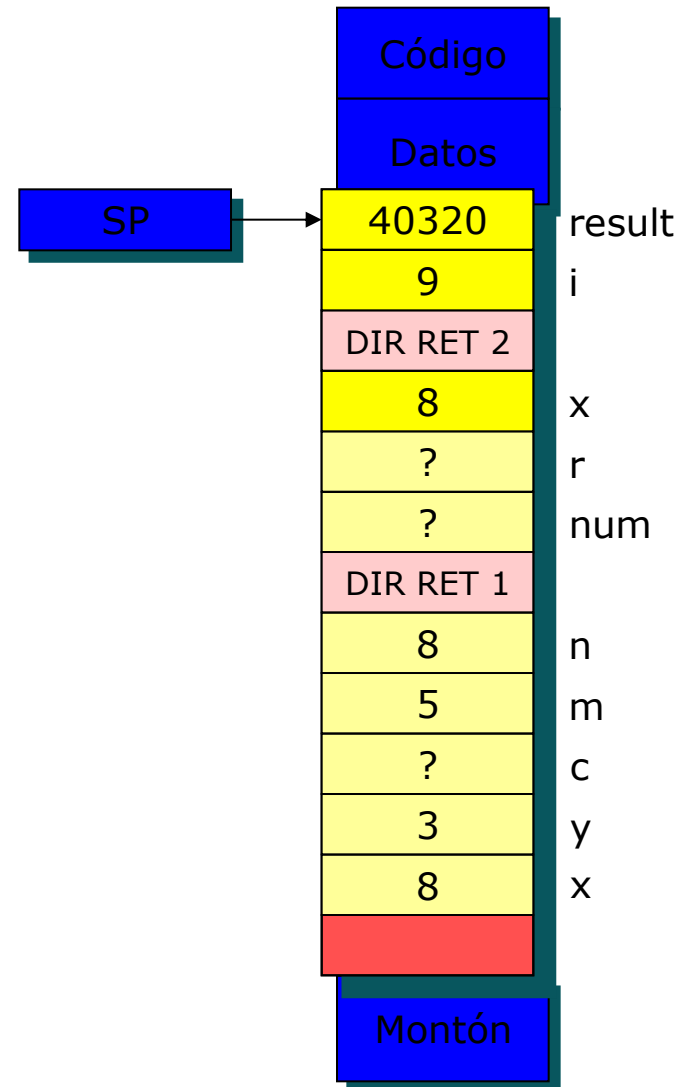 Código
Datos
SP 40320 result
9 i
DIR RET 2
8 x
? r
? num
DIR RET 1
8 n
5 m
? c
3 y
8 x
Montón